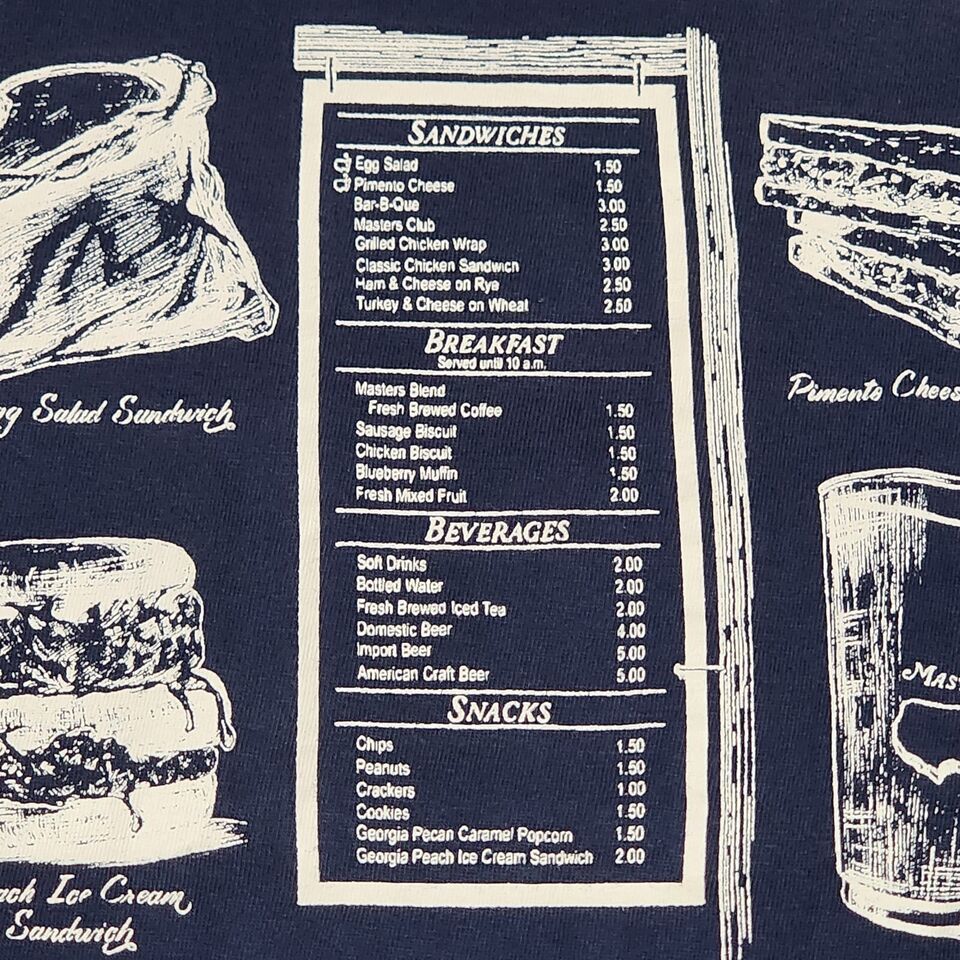 SANDWICHES
Egg Salad 1.50
Pimento Cheese 1.50
Bar-B-Que 3.00
Masters Club 2.50
Grilled Chicken Wrap 3.00
Classic Chicken Sandwich 3.00
Ham & Cheese on Rye 2.50
Turkey & Cheese on Wheat 2.50
BREAKFAST
Served until 10 a.m.
Masters Blend
Fresh Brewed Coffee 1.50
Sausage Biscuit 1.50
Chicken Biscuit 1.50
Blueberry Muffin 1.50
Fresh Mixed Fruit 2.00
BEVERAGES
Soft Drinks 2.00
Bottled Water 2.00
Fresh Brewed Iced Tea 2.00
Domestic Beer 4.00
Import Beer 5.00
American Craft Beer 5.00
SNACKS
Chips 1.50
Peanuts 1.50
Crackers 1.00
Cookies 1.50
Georgia Pecan Caramel Popcorn 1.50
Georgia Peach Ice Cream Sandwich 2.00
gg Salad Sandwich
Pimento Chees
ach Ice Cream
Sandwich
MAS